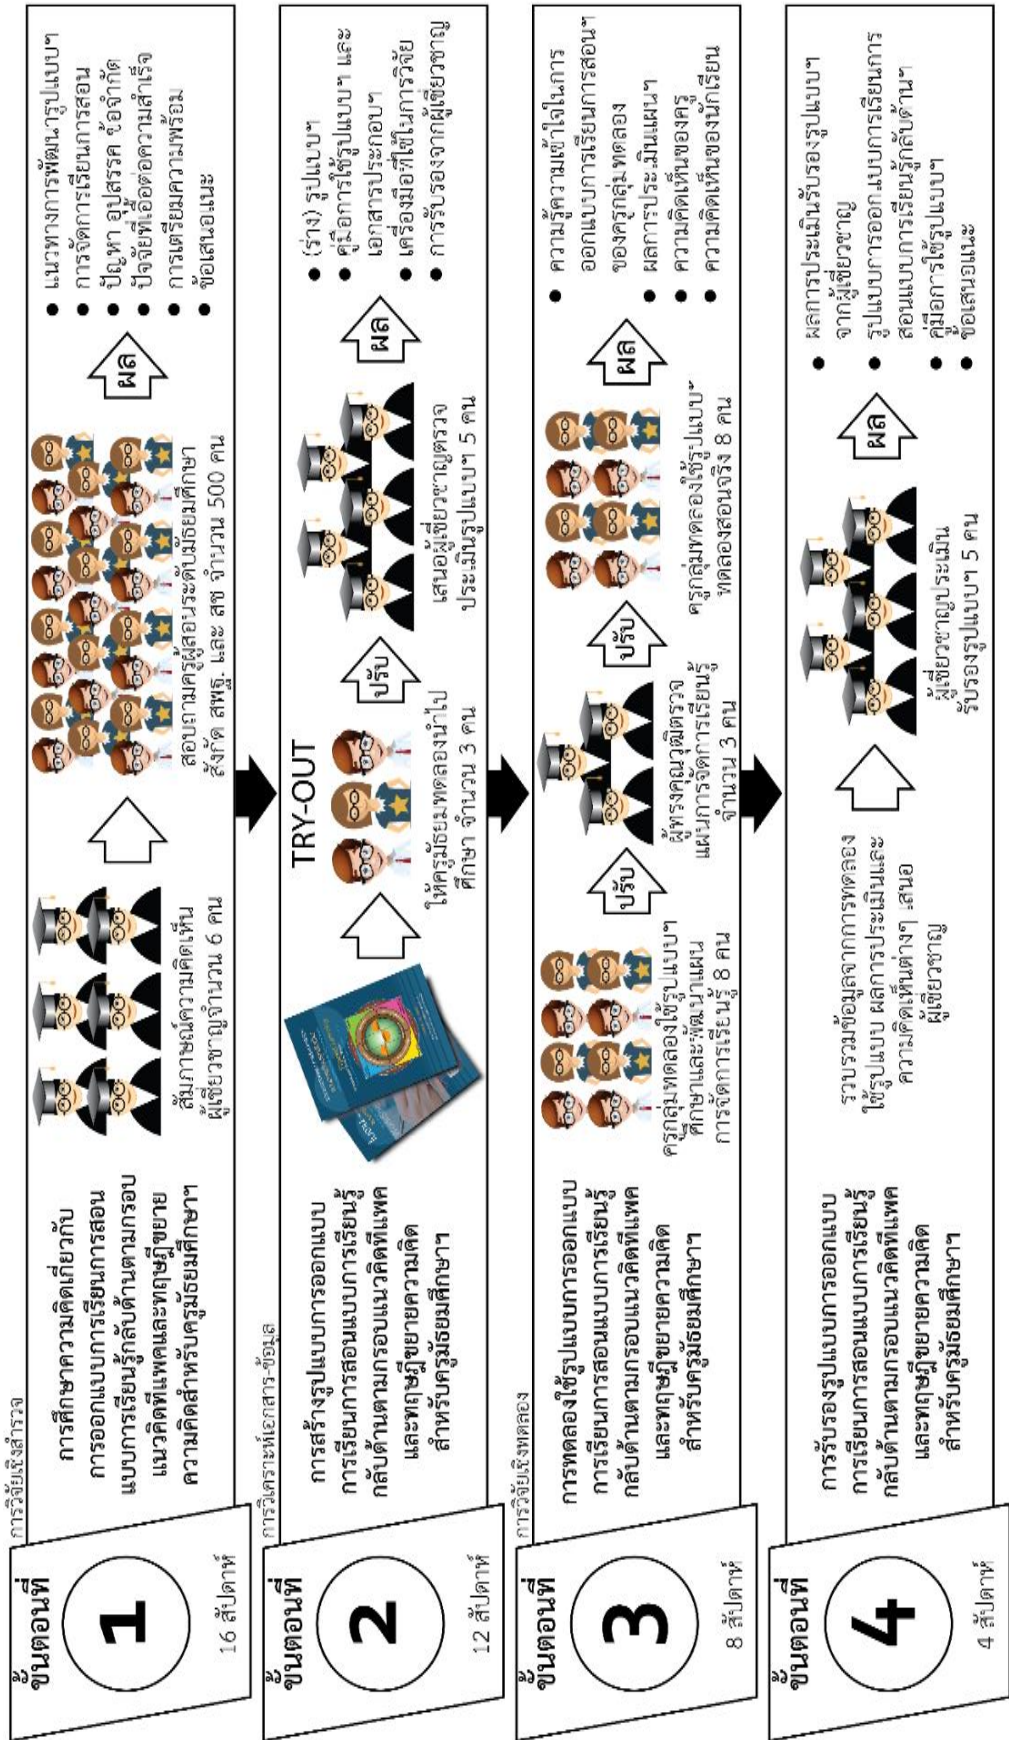 การวิจัยเชิงสำรวจ
ขั้นตอนที่
1
16 สัปดาห์
การศึกษาความคิดเกี่ยวกับ
การออกแบบการเรียนการสอน
แบบการเรียนรู้กลับด้านตามกรอบ
แนวคิดทีแพคและทฤษฎีขยาย
ความคิดสำหรับครูมัธยมศึกษาฯ
สัมภาษณ์ความคิดเห็น
ผู้เชี่ยวชาญจำนวน 6 คน
สอบถามครูผู้สอนระดับมัธยมศึกษา
สังกัด สพฐ. และ สช จำนวน 500 คน
ผล
● แนวทางการพัฒนารูปแบบฯ
● การจัดการเรียนการสอน
● ปัญหา อุปสรรค ข้อจำกัด
● ปัจจัยที่เอื้อต่อความสำเร็จ
● การเตรียมความพร้อม
● ข้อเสนอแนะ
การวิเคราะห์เอกสาร-ข้อมูล
ขั้นตอนที่
2
12 สัปดาห์
การสร้างรูปแบบการออกแบบ
การเรียนการสอนแบบการเรียนรู้
กลับด้านตามกรอบแนวคิดทีแพค
และทฤษฎีขยายความคิด
สำหรับครูมัธยมศึกษาฯ
TRY-OUT
ให้ครูมัธยมทดลองนำไป
ศึกษา จำนวน 3 คน
ปรับ
เสนอผู้เชี่ยวชาญตรวจ
ประเมินรูปแบบฯ 5 คน
ผล
● (ร่าง) รูปแบบฯ
● คู่มือการใช้รูปแบบฯ และ
เอกสารประกอบฯ
● เครื่องมือที่ใช้ในการวิจัย
● การรับรองจากผู้เชี่ยวชาญ
การวิจัยเชิงทดลอง
ขั้นตอนที่
3
8 สัปดาห์
การทดลองใช้รูปแบบการออกแบบ
การเรียนการสอนแบบการเรียนรู้
กลับด้านตามกรอบแนวคิดทีแพค
และทฤษฎีขยายความคิด
สำหรับครูมัธยมศึกษาฯ
ครูกลุ่มทดลองใช้รูปแบบฯ
ศึกษาและพัฒนาแผน
การจัดการเรียนรู้ 8 คน
ปรับ
ผู้ทรงคุณวุฒิตรวจ
แผนการจัดการเรียนรู้
จำนวน 3 คน
ปรับ
ครูกลุ่มทดลองใช้รูปแบบฯ
ทดลองสอนจริง 8 คน
ผล
● ความรู้ความเข้าใจในการ
ออกแบบการเรียนการสอนฯ
ของครูกลุ่มทดลอง
● ผลการประเมินแผนฯ
● ความคิดเห็นของครู
● ความคิดเห็นของนักเรียน
ขั้นตอนที่
4
4 สัปดาห์
การรับรองรูปแบบการออกแบบ
การเรียนการสอนแบบการเรียนรู้
กลับด้านตามกรอบแนวคิดทีแพค
และทฤษฎีขยายความคิด
สำหรับครูมัธยมศึกษาฯ
รวบรวมข้อมูลจากการทดลอง
ใช้รูปแบบ ผลการประเมินและ
ความคิดเห็นต่างๆ เสนอ
ผู้เชี่ยวชาญ
ผู้เชี่ยวชาญประเมิน
รับรองรูปแบบฯ 5 คน
ผล
● ผลการประเมินรับรองรูปแบบฯ
จากผู้เชี่ยวชาญ
● รูปแบบการออกแบบการเรียนการ
สอนแบบการเรียนรู้กลับด้านฯ
● คู่มือการใช้รูปแบบฯ
● ข้อเสนอแนะ